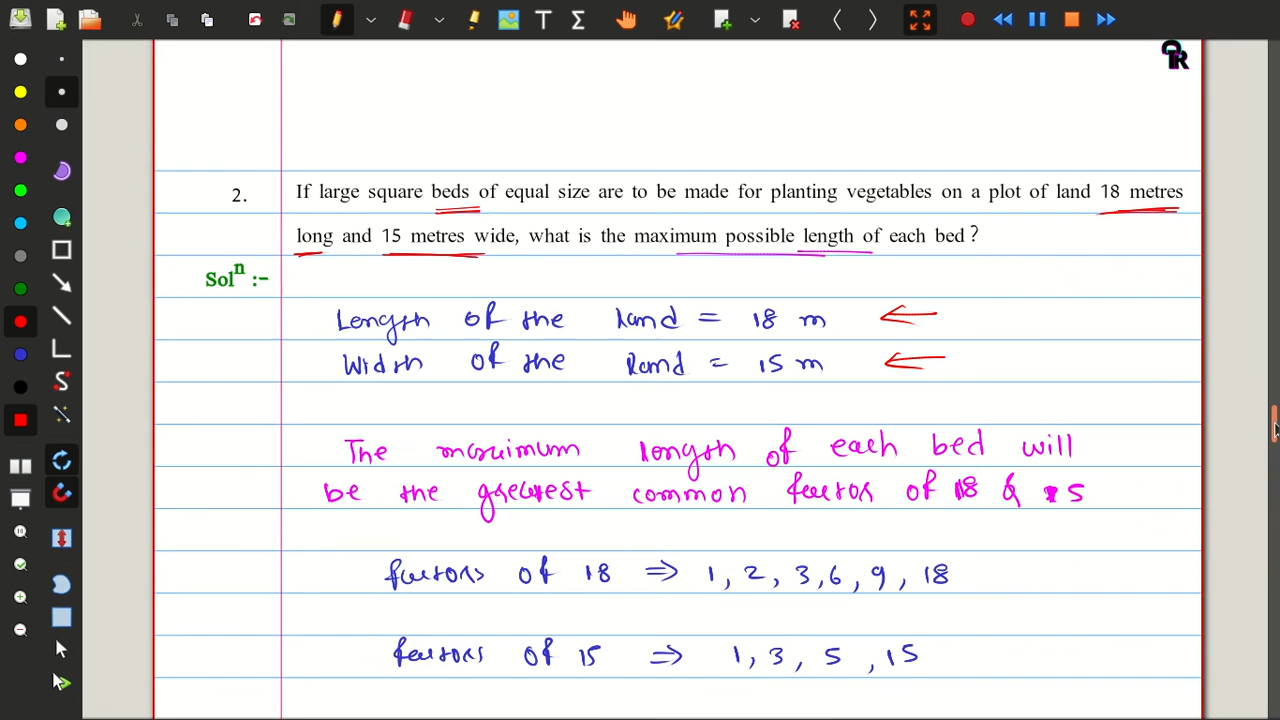 2. If large square beds of equal size are to be made for planting vegetables on a plot of land 18 metres
long and 15 metres wide, what is the maximum possible length of each bed ?
Solⁿ :-
Length of the land = 18 m
Width of the land = 15 m
The maximum length of each bed will
be the greatest common factor of 18 & 15
factors of 18 ⇒ 1, 2, 3, 6, 9, 18
factors of 15 ⇒ 1, 3, 5, 15